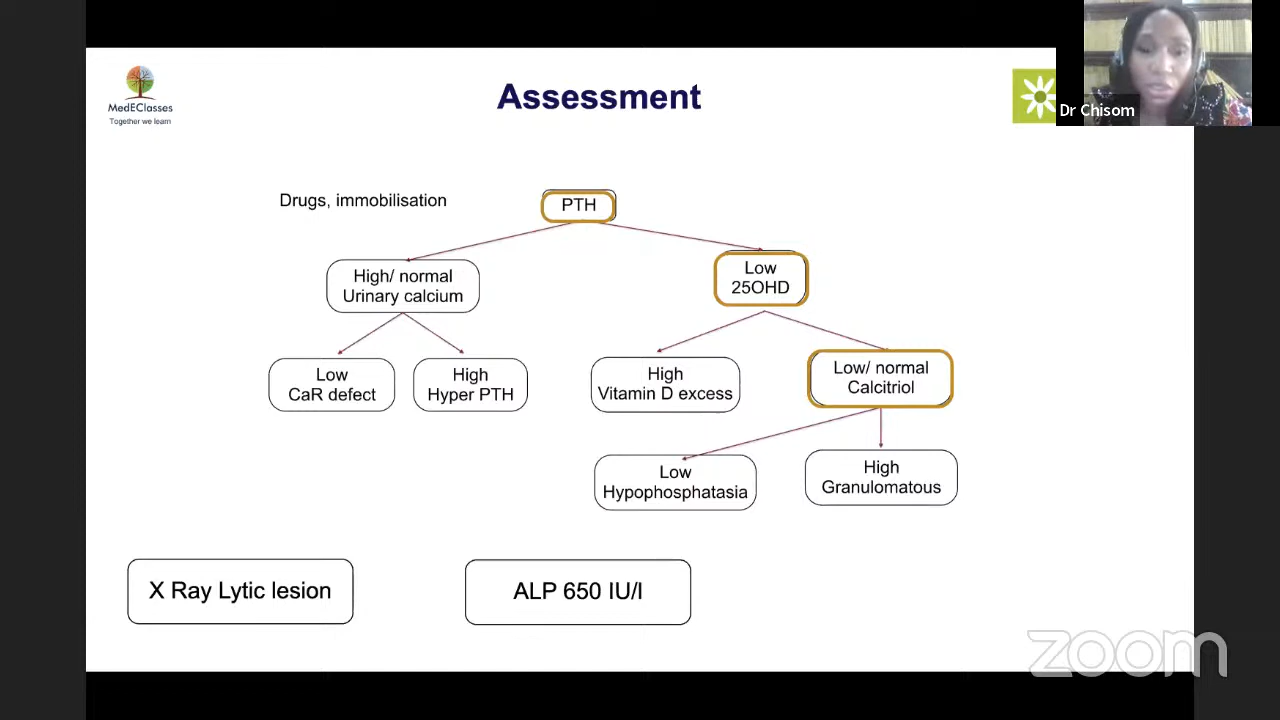 MedEClasses
Together we learn
Assessment
Dr Chisom
Drugs, immobilisation
PTH
High/ normal
Urinary calcium
Low
25OHD
Low
CaR defect
High
Hyper PTH
High
Vitamin D excess
Low/ normal
Calcitriol
Low
Hypophosphatasia
High
Granulomatous
X Ray Lytic lesion
ALP 650 IU/l
zoom